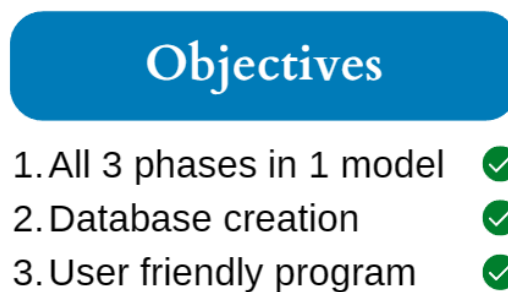 Objectives
1. All 3 phases in 1 model
2. Database creation
3. User friendly program